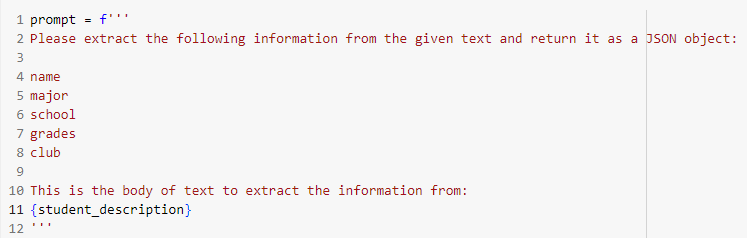 1 prompt = f'''
2 Please extract the following information from the given text and return it as a JSON object:
3
4 name
5 major
6 school
7 grades
8 club
9
10 This is the body of text to extract the information from:
11 {student_description}
12 '''